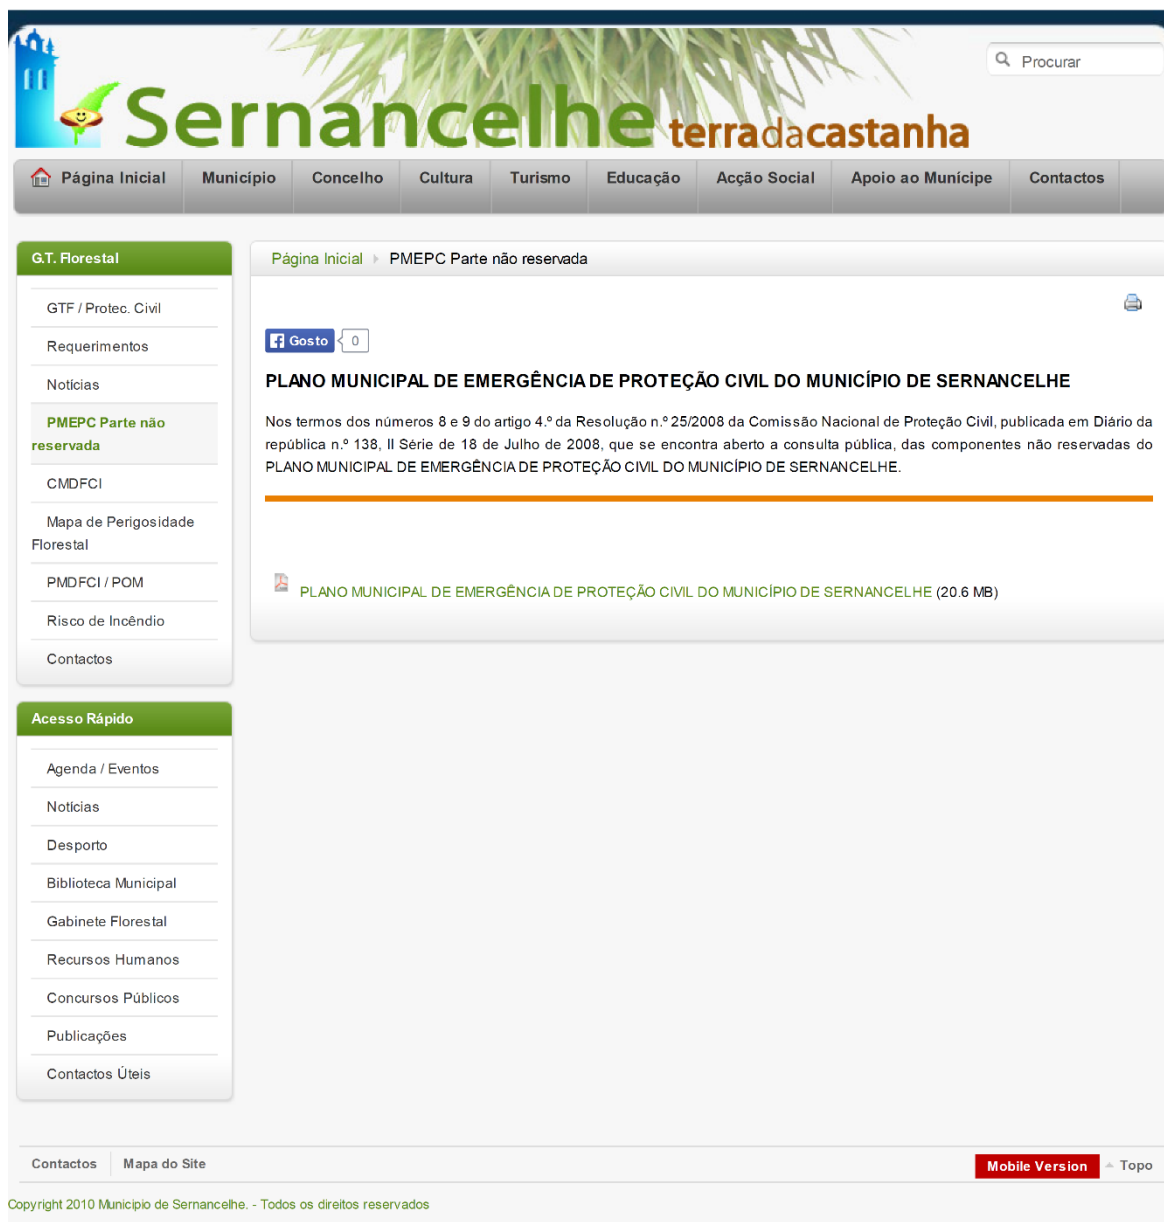 Sernancelhe terradacastanha
Procurar
Página Inicial Município Concelho Cultura Turismo Educação Acção Social Apoio ao Munícipe Contactos
G.T. Florestal
GTF / Protec. Civil
Requerimentos
Notícias
PMEPC Parte não
reservada
CMDFCI
Mapa de Perigosidade
Florestal
PMDFCI / POM
Risco de Incêndio
Contactos
Acesso Rápido
Agenda / Eventos
Notícias
Desporto
Biblioteca Municipal
Gabinete Florestal
Recursos Humanos
Concursos Públicos
Publicações
Contactos Úteis
Página Inicial PMEPC Parte não reservada
Gosto 0
PLANO MUNICIPAL DE EMERGÊNCIA DE PROTEÇÃO CIVIL DO MUNICÍPIO DE SERNANCELHE
Nos termos dos números 8 e 9 do artigo 4.º da Resolução n.º 25/2008 da Comissão Nacional de Proteção Civil, publicada em Diário da
república n.º 138, II Série de 18 de Julho de 2008, que se encontra aberto a consulta pública, das componentes não reservadas do
PLANO MUNICIPAL DE EMERGÊNCIA DE PROTEÇÃO CIVIL DO MUNICÍPIO DE SERNANCELHE.
PLANO MUNICIPAL DE EMERGÊNCIA DE PROTEÇÃO CIVIL DO MUNICÍPIO DE SERNANCELHE (20.6 MB)
Contactos Mapa do Site
Mobile Version Topo
Copyright 2010 Municipio de Sernancelhe. - Todos os direitos reservados